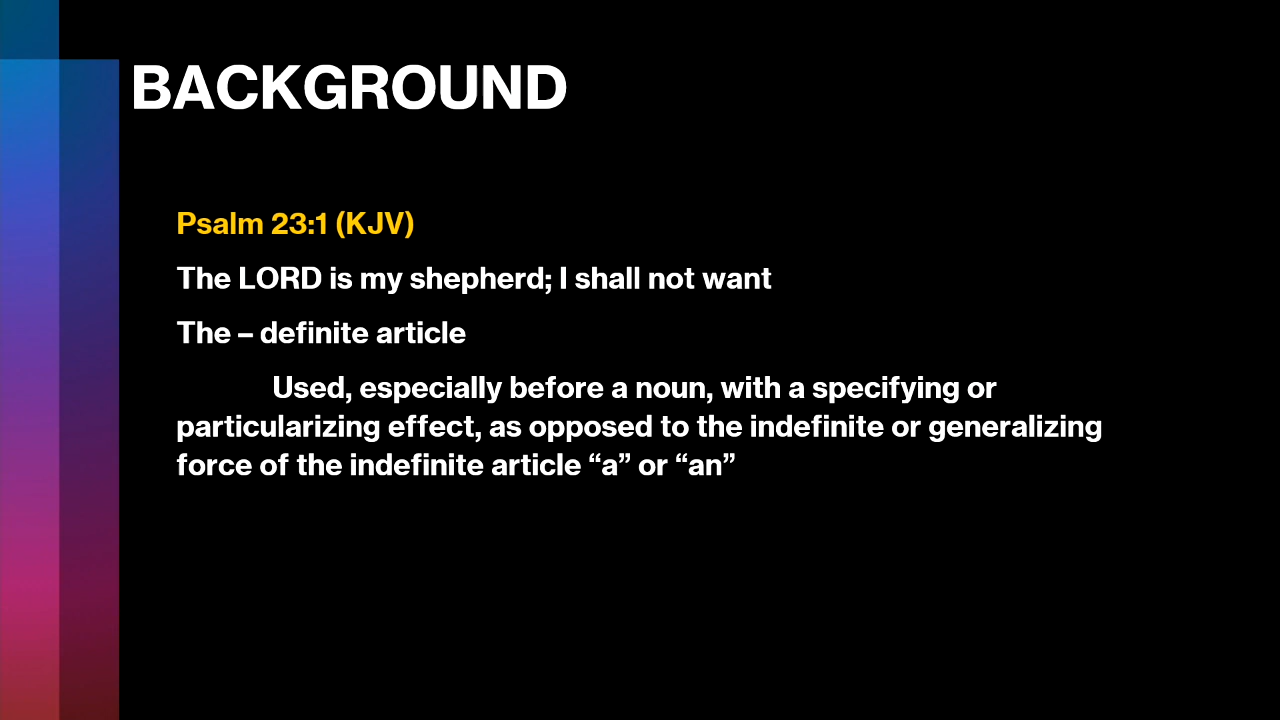 BACKGROUND
Psalm 23:1 (KJV)
The LORD is my shepherd; I shall not want
The – definite article
Used, especially before a noun, with a specifying or
particularizing effect, as opposed to the indefinite or generalizing
force of the indefinite article “a” or “an”